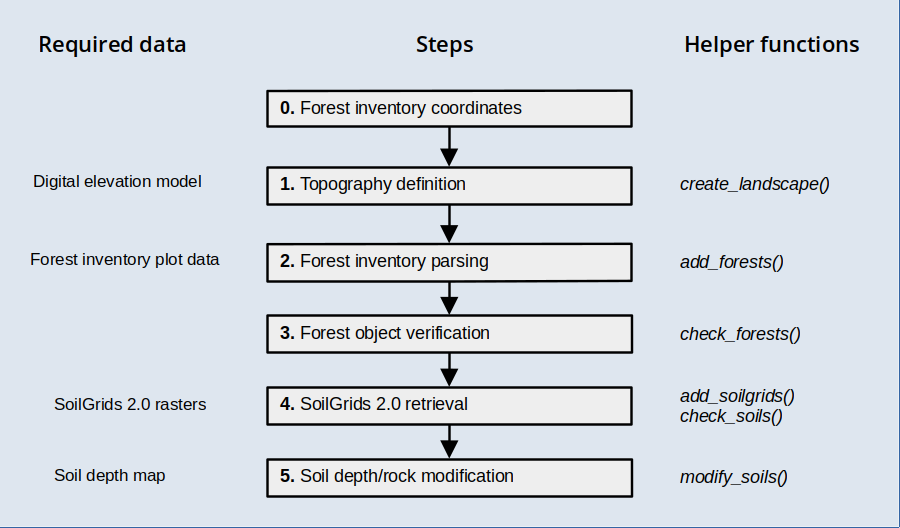 Required data
Steps
Helper functions
0. Forest inventory coordinates
Digital elevation model
1. Topography definition
create_landscape()
Forest inventory plot data
2. Forest inventory parsing
add_forests()
3. Forest object verification
check_forests()
SoilGrids 2.0 rasters
4. SoilGrids 2.0 retrieval
add_soilgrids()
check_soils()
Soil depth map
5. Soil depth/rock modification
modify_soils()